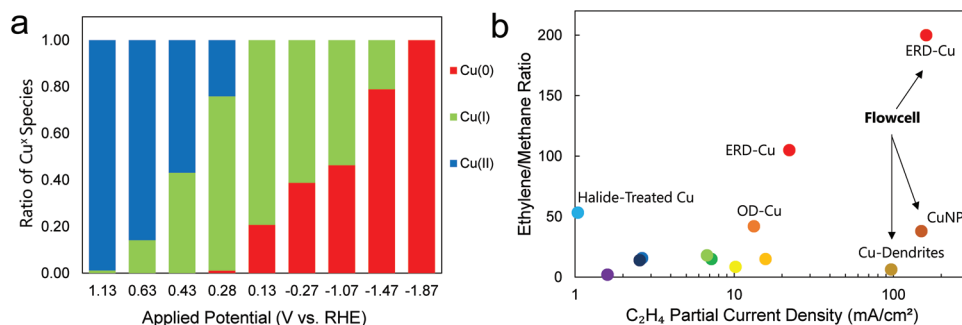 a
Ratio of Cuˣ Species
1.00
0.80
0.60
0.40
0.20
0.00
1.13 0.63 0.43 0.28 0.13 -0.27 -1.07 -1.47 -1.87
Applied Potential (V vs. RHE)
Cu(0)
Cu(I)
Cu(II)
b
Ethylene/Methane Ratio
200
150
100
50
0
1 10 100
C₂H₄ Partial Current Density (mA/cm²)
ERD-Cu
Flowcell
ERD-Cu
Halide-Treated Cu
OD-Cu
CuNP
Cu-Dendrites